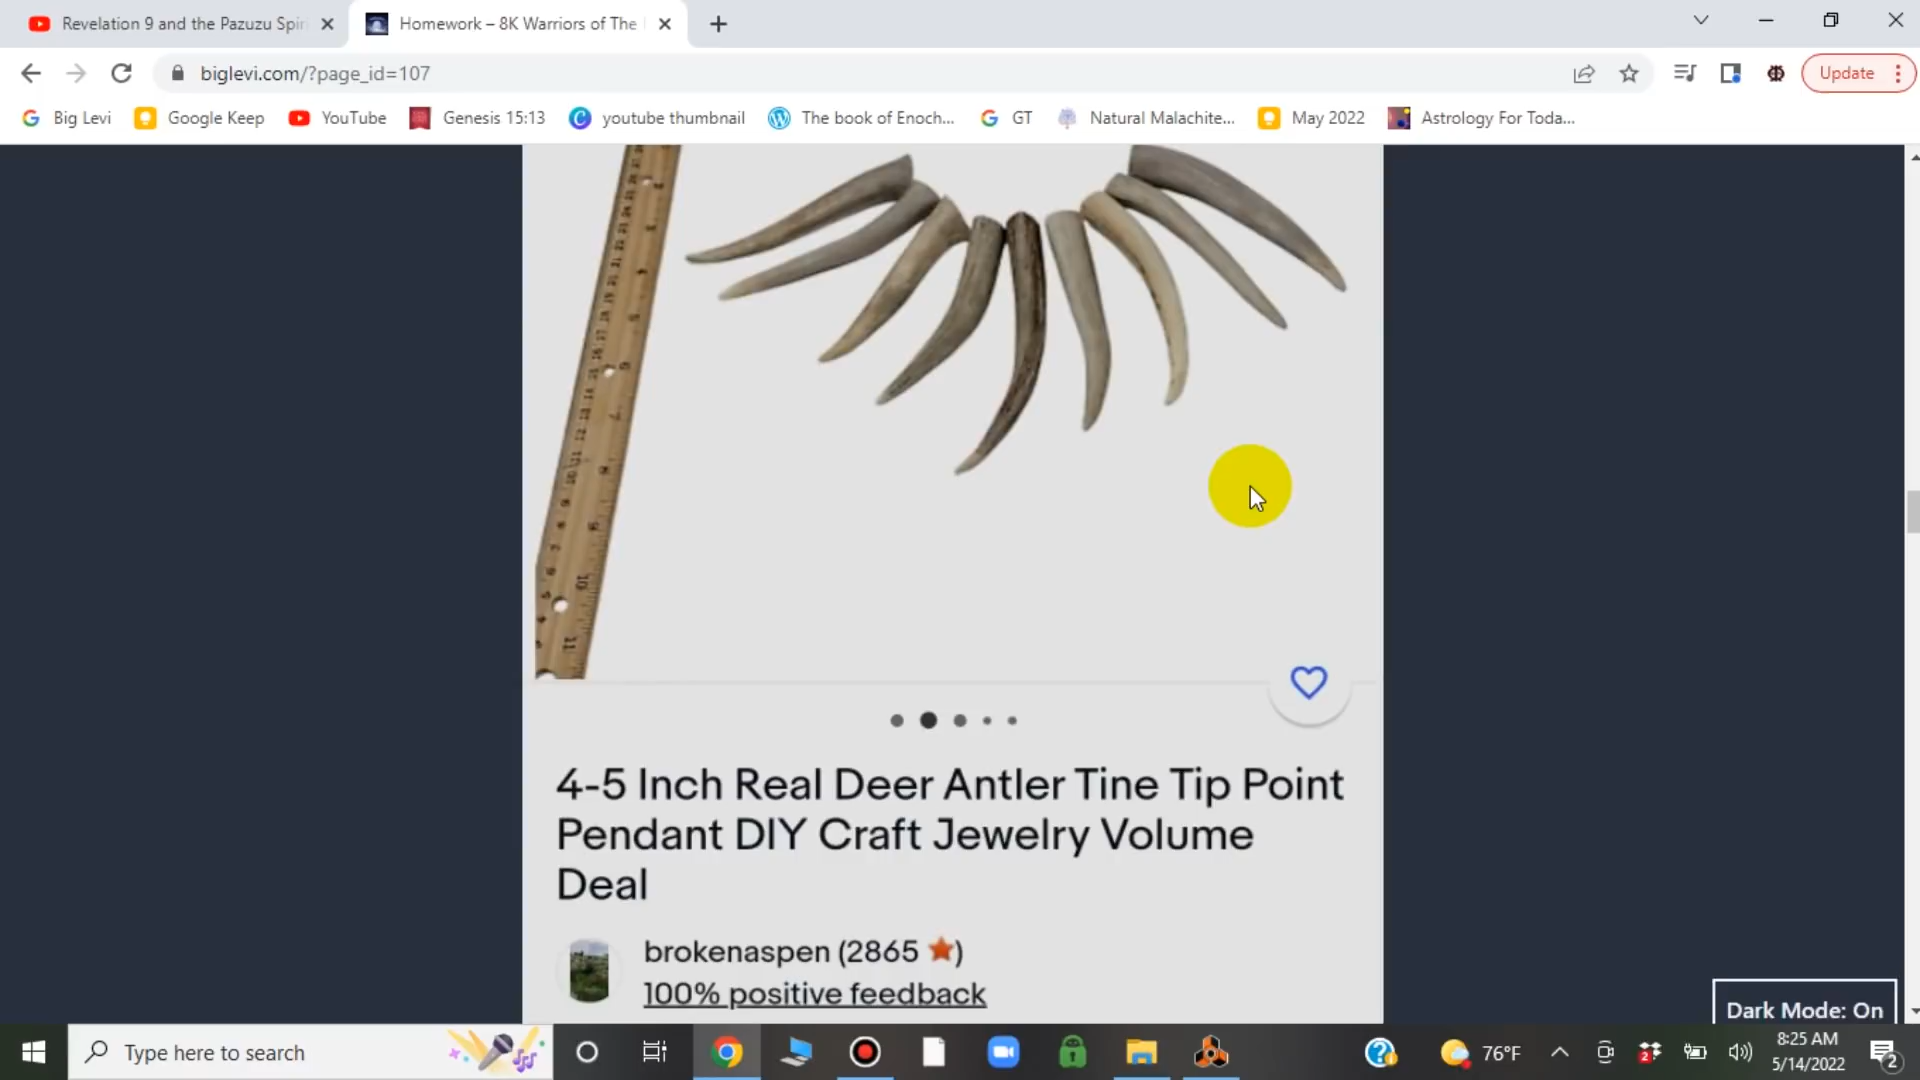 Revelation 9 and the Pazuzu Spir
Homework – 8K Warriors of The
biglevi.com/?page_id=107
Update
Big Levi
Google Keep
YouTube
Genesis 15:13
youtube thumbnail
The book of Enoch...
GT
Natural Malachite...
May 2022
Astrology For Toda...
4-5 Inch Real Deer Antler Tine Tip Point
Pendant DIY Craft Jewelry Volume
Deal
brokenaspen (2865 ★)
100% positive feedback
Dark Mode: On
Type here to search
2
76°F
8:25 AM
5/14/2022
2